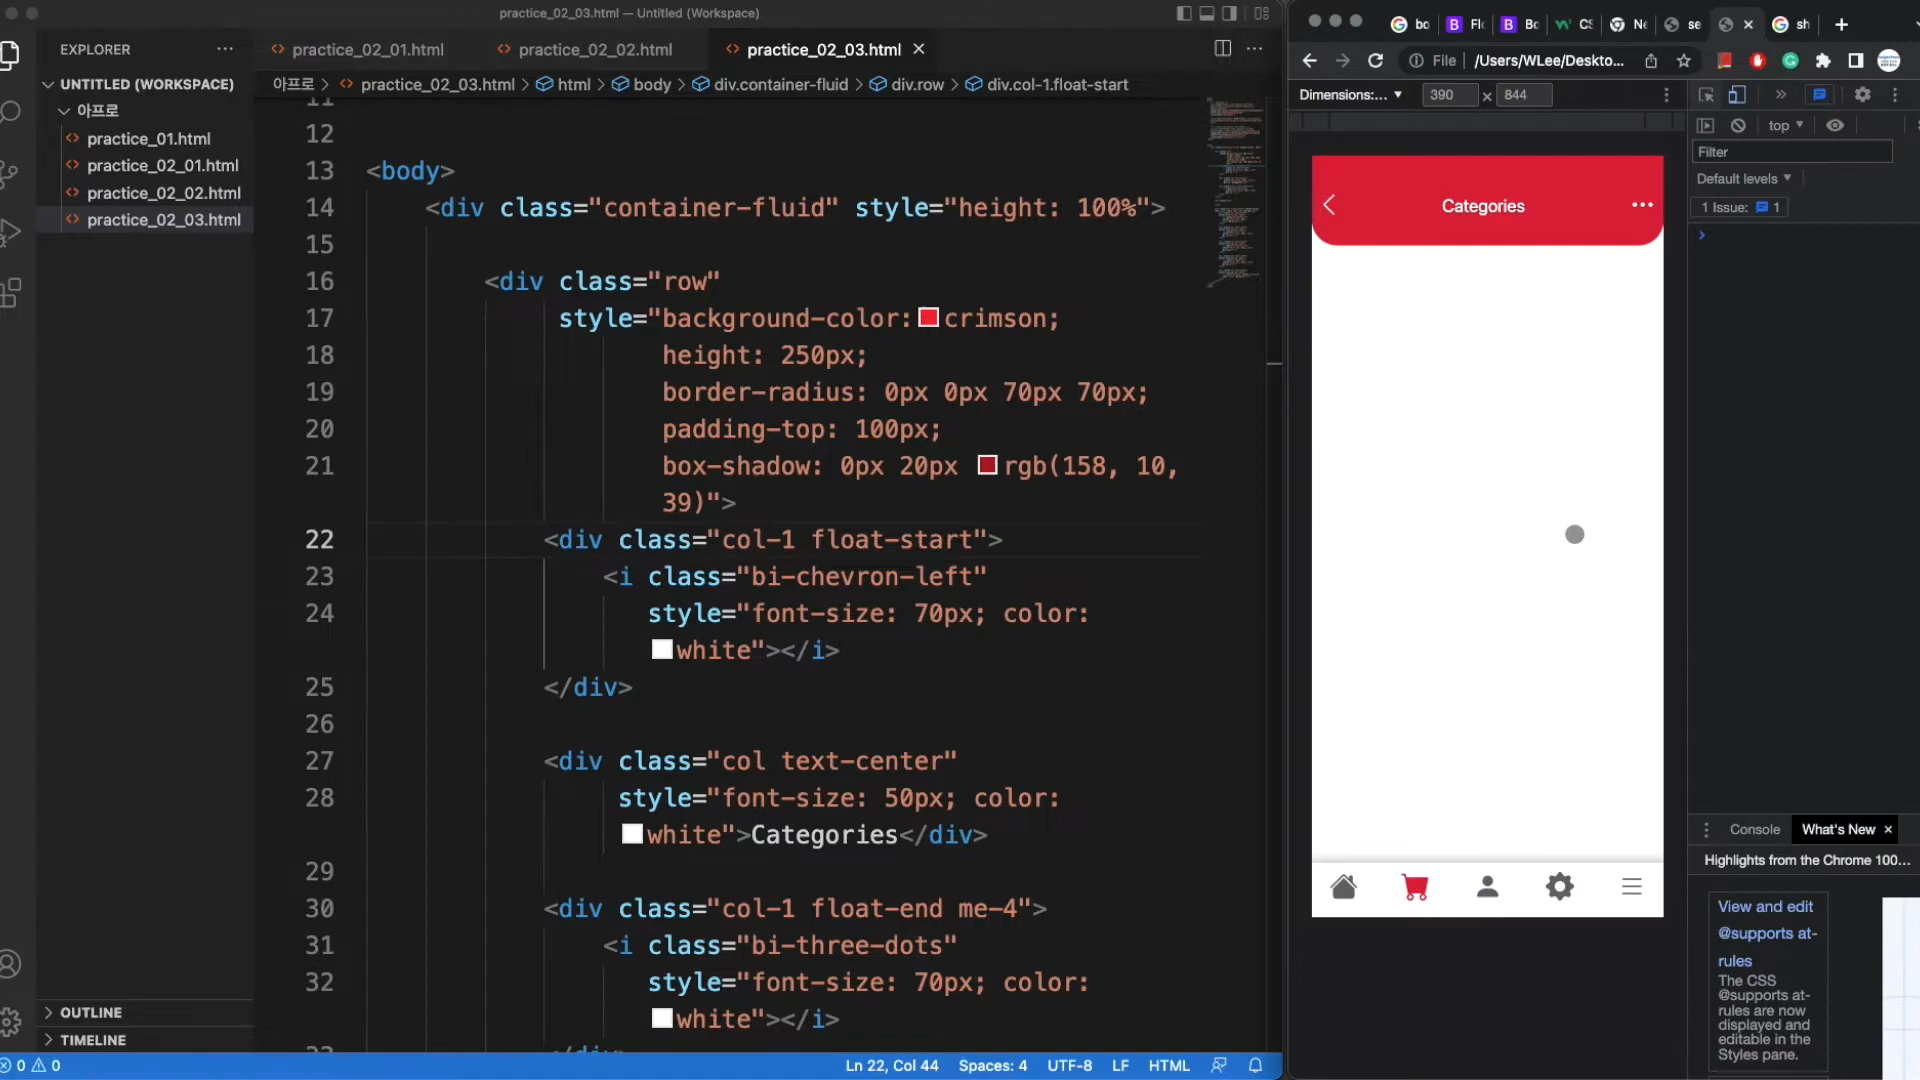 practice_02_03.html — Untitled (Workspace)
EXPLORER
UNTITLED (WORKSPACE)
아프로
practice_01.html
practice_02_01.html
practice_02_02.html
practice_02_03.html
OUTLINE
TIMELINE
practice_02_01.html
practice_02_02.html
practice_02_03.html
아프로 > practice_02_03.html > html > body > div.container-fluid > div.row > div.col-1.float-start
11
12
13 <body>
14 <div class="container-fluid" style="height: 100%">
15
16 <div class="row"
17 style="background-color: crimson;
18 height: 250px;
19 border-radius: 0px 0px 70px 70px;
20 padding-top: 100px;
21 box-shadow: 0px 20px rgb(158, 10,
39)">
22 <div class="col-1 float-start">
23 <i class="bi-chevron-left"
24 style="font-size: 70px; color:
white"></i>
25 </div>
26
27 <div class="col text-center"
28 style="font-size: 50px; color:
white">Categories</div>
29
30 <div class="col-1 float-end me-4">
31 <i class="bi-three-dots"
32 style="font-size: 70px; color:
white"></i>
0 0
Ln 22, Col 44 Spaces: 4 UTF-8 LF HTML
bo
Fl
Bo
CS
Ne
se
sh
File /Users/WLee/Deskto...
Dimensions:... 390 × 844
top
Filter
Default levels
1 Issue: 1
Categories
Console
What's New
Highlights from the Chrome 100...
View and edit
@supports at-
rules
The CSS
@supports at-
rules are now
displayed and
editable in the
Styles pane.